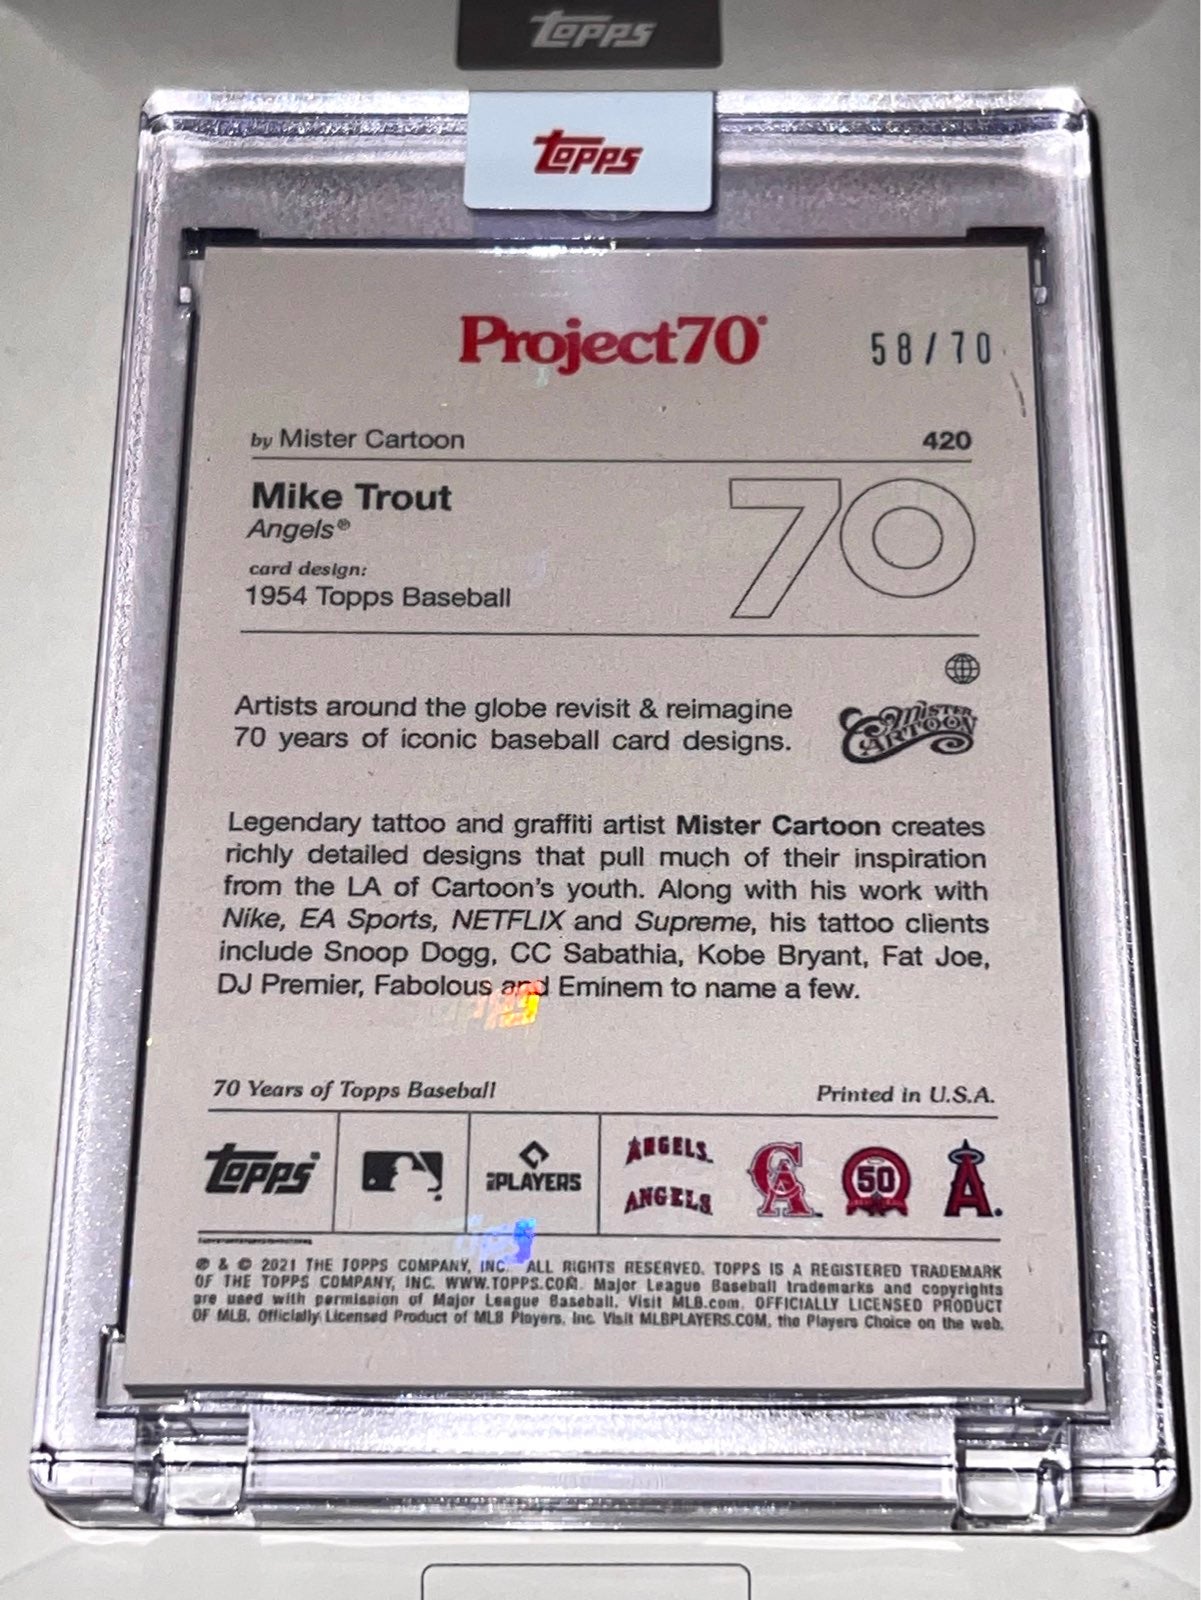 TOPPS
TOPPS
Project70®
58/70
by Mister Cartoon
420
Mike Trout
Angels®
card design:
1954 Topps Baseball
70
Artists around the globe revisit & reimagine
70 years of iconic baseball card designs.
MISTER
CARTOON
Legendary tattoo and graffiti artist Mister Cartoon creates
richly detailed designs that pull much of their inspiration
from the LA of Cartoon's youth. Along with his work with
Nike, EA Sports, NETFLIX and Supreme, his tattoo clients
include Snoop Dogg, CC Sabathia, Kobe Bryant, Fat Joe,
DJ Premier, Fabolous and Eminem to name a few.
70 Years of Topps Baseball
Printed in U.S.A.
TOPPS
PLAYERS
ANGELS
ANGELS
CA
50
A
® & © 2021 THE TOPPS COMPANY, INC. ALL RIGHTS RESERVED. TOPPS IS A REGISTERED TRADEMARK
OF THE TOPPS COMPANY, INC. WWW.TOPPS.COM. Major League Baseball trademarks and copyrights
are used with permission of Major League Baseball. Visit MLB.com. OFFICIALLY LICENSED PRODUCT
OF MLB. Officially Licensed Product of MLB Players, Inc. Visit MLBPLAYERS.COM, the Players Choice on the web.